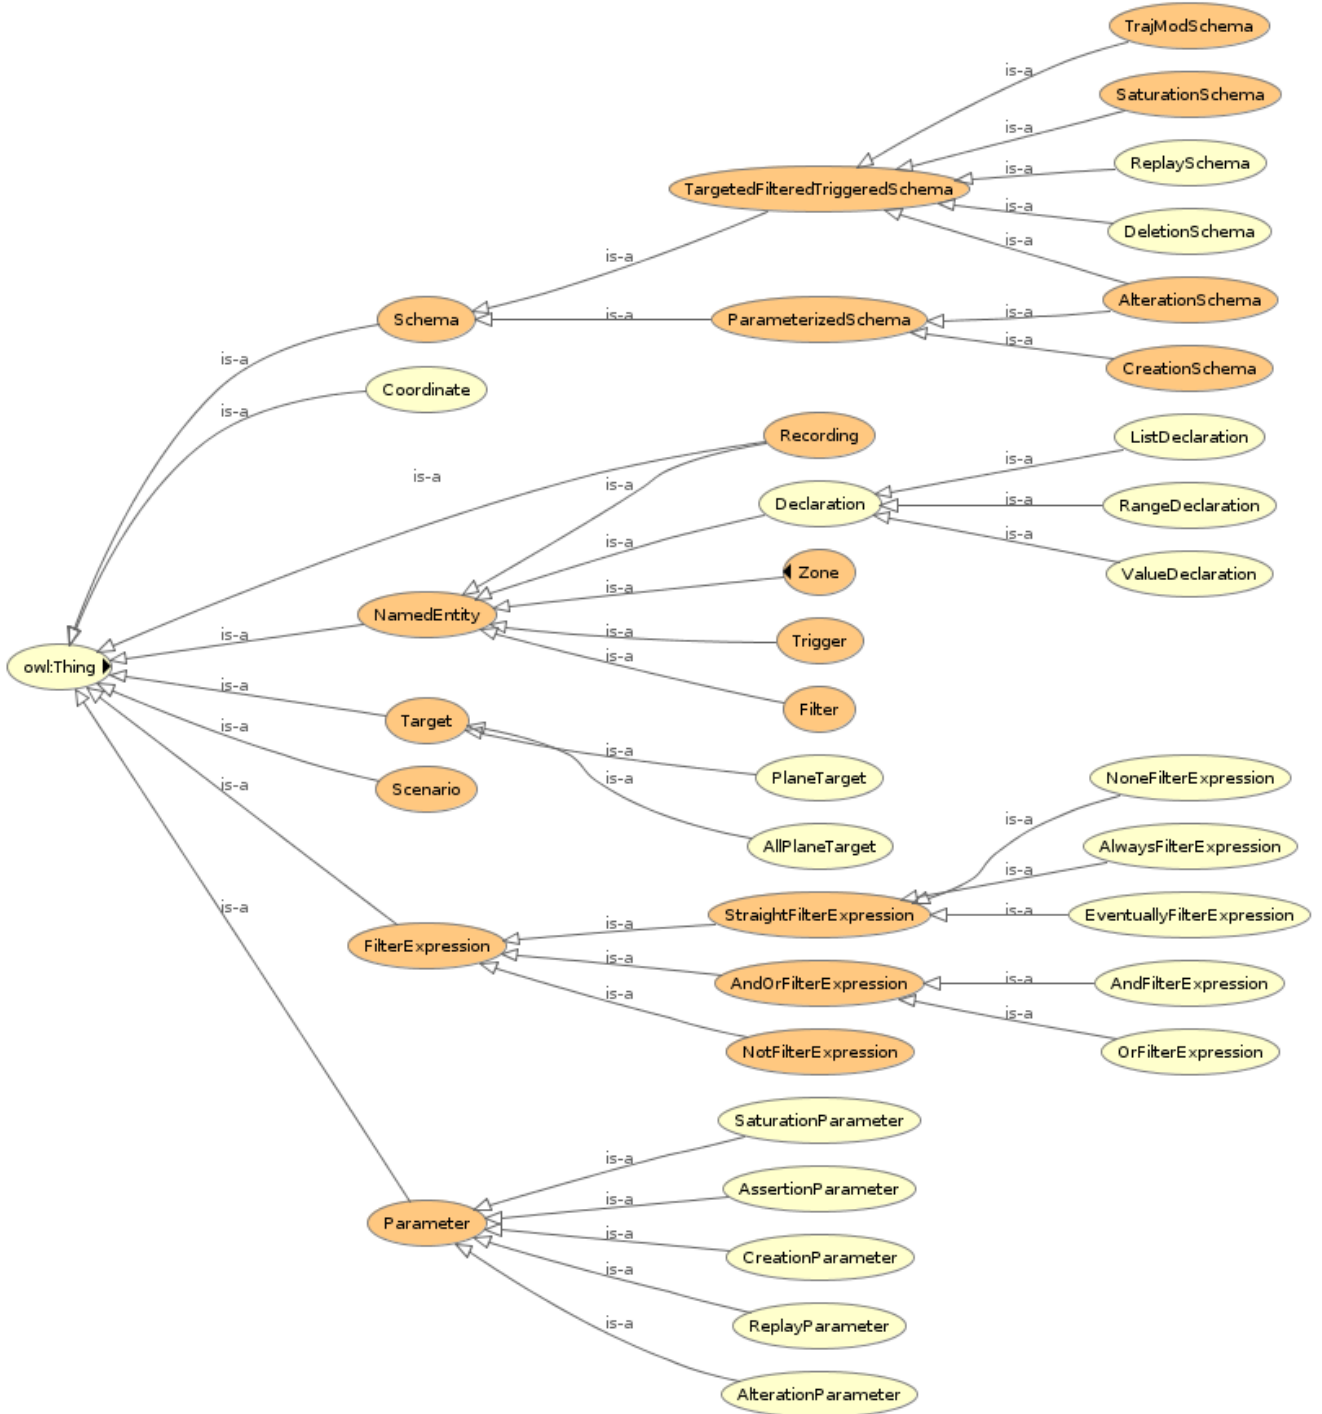 TrajModSchema
is-a
SaturationSchema
is-a
ReplaySchema
is-a
TargetedFilteredTriggeredSchema
is-a
DeletionSchema
is-a
is-a
AlterationSchema
Schema
is-a
ParameterizedSchema
is-a
is-a
CreationSchema
is-a
Coordinate
is-a
Recording
ListDeclaration
is-a
is-a
is-a
Declaration
is-a
RangeDeclaration
is-a
Zone
ValueDeclaration
is-a
NamedEntity
is-a
is-a
Trigger
is-a
owl:Thing
is-a
Filter
Target
is-a
is-a
PlaneTarget
NoneFilterExpression
is-a
Scenario
is-a
is-a
AllPlaneTarget
AlwaysFilterExpression
is-a
is-a
StraightFilterExpression
is-a
EventuallyFilterExpression
is-a
FilterExpression
is-a
AndOrFilterExpression
is-a
AndFilterExpression
is-a
is-a
NotFilterExpression
OrFilterExpression
SaturationParameter
is-a
AssertionParameter
is-a
Parameter
is-a
CreationParameter
is-a
ReplayParameter
is-a
AlterationParameter